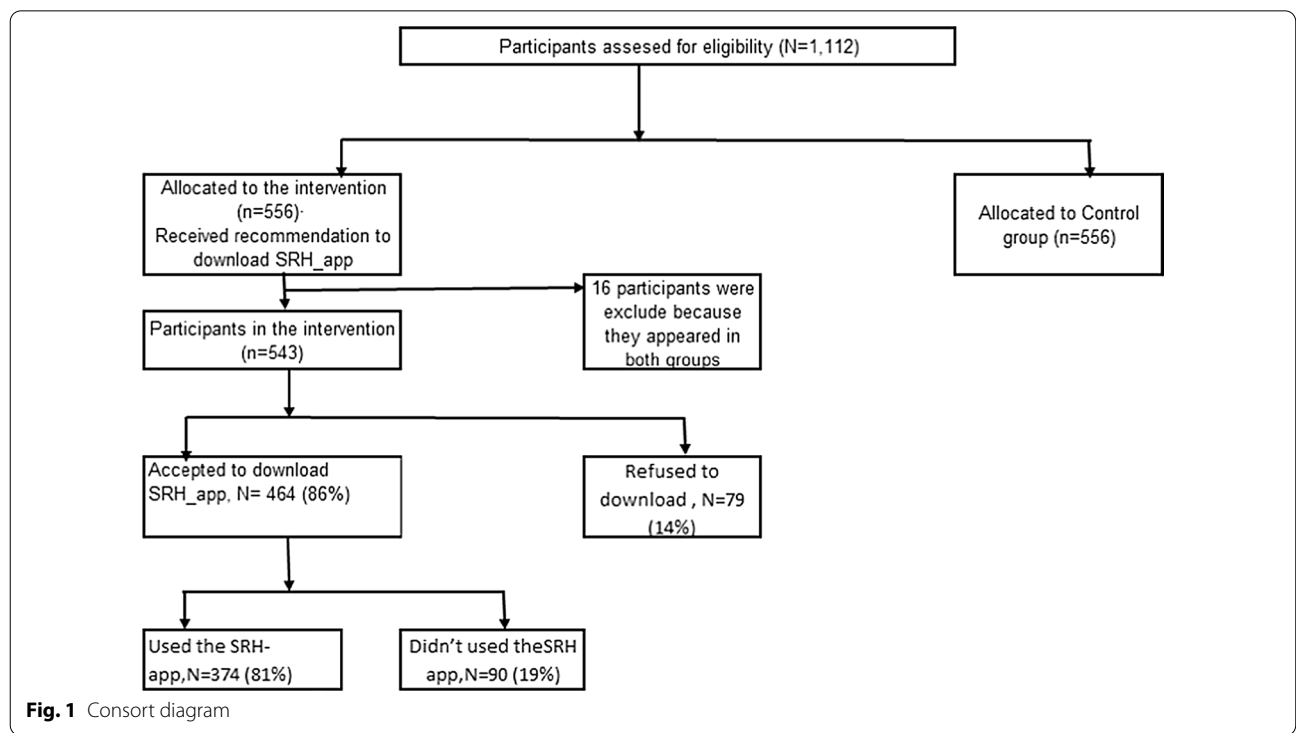 Participants assesed for eligibility (N=1,112)
Allocated to the intervention
(n=556)·
Received recommendation to
download SRH_app
Allocated to Control
group (n=556)
16 participants were
exclude because
they appeared in
both groups
Participants in the intervention
(n=543)
Accepted to download
SRH_app, N= 464 (86%)
Refused to
download , N=79
(14%)
Used the SRH-
app,N=374 (81%)
Didn't used theSRH
app,N=90 (19%)
Fig. 1 Consort diagram